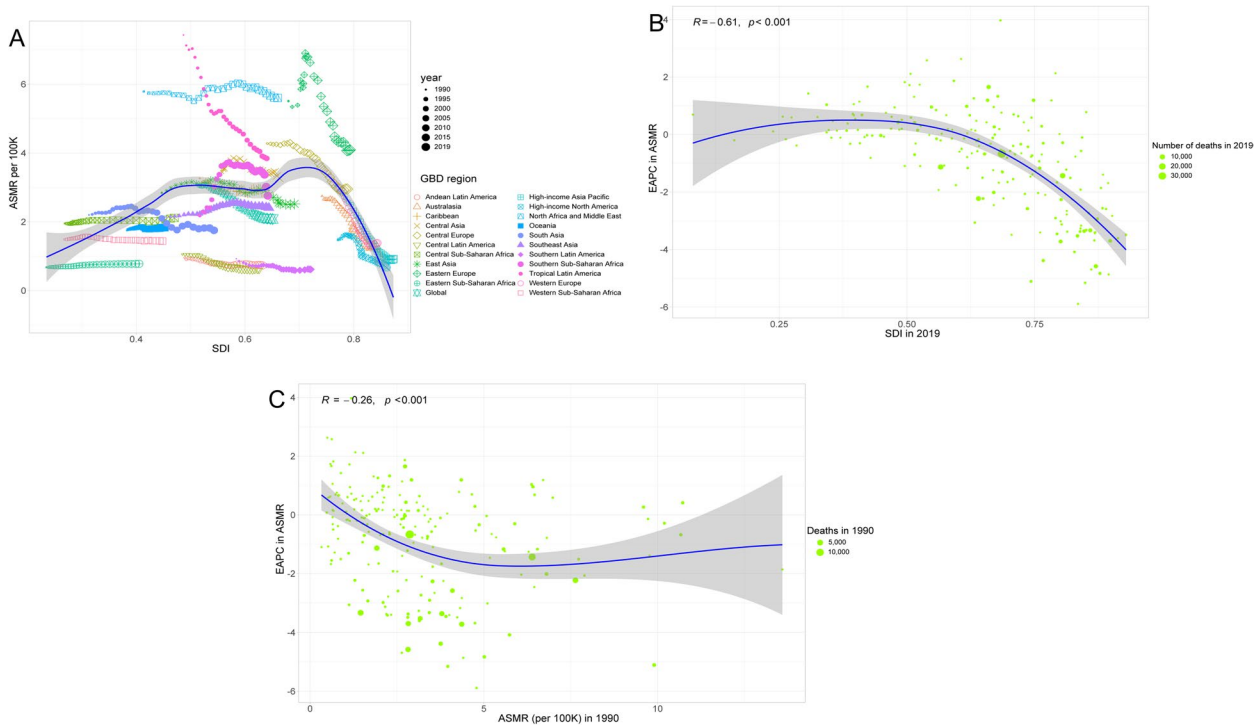 A
ASMR per 100K
6
4
2
0
0.4
0.6
0.8
SDI
year
1990
1995
2000
2005
2010
2015
2019
GBD region
Andean Latin America
Australasia
Caribbean
Central Asia
Central Europe
Central Latin America
Central Sub-Saharan Africa
East Asia
Eastern Europe
Eastern Sub-Saharan Africa
Global
High-income Asia Pacific
High-income North America
North Africa and Middle East
Oceania
South Asia
Southeast Asia
Southern Latin America
Southern Sub-Saharan Africa
Tropical Latin America
Western Europe
Western Sub-Saharan Africa
B
R = − 0.61, p < 0.001
EAPC in ASMR
4
2
0
-2
-4
-6
0.25
0.50
0.75
SDI in 2019
Number of deaths in 2019
10,000
20,000
30,000
C
R = − 0.26, p <0.001
EAPC in ASMR
4
2
0
-2
-4
-6
0
5
10
ASMR (per 100K) in 1990
Deaths in 1990
5,000
10,000